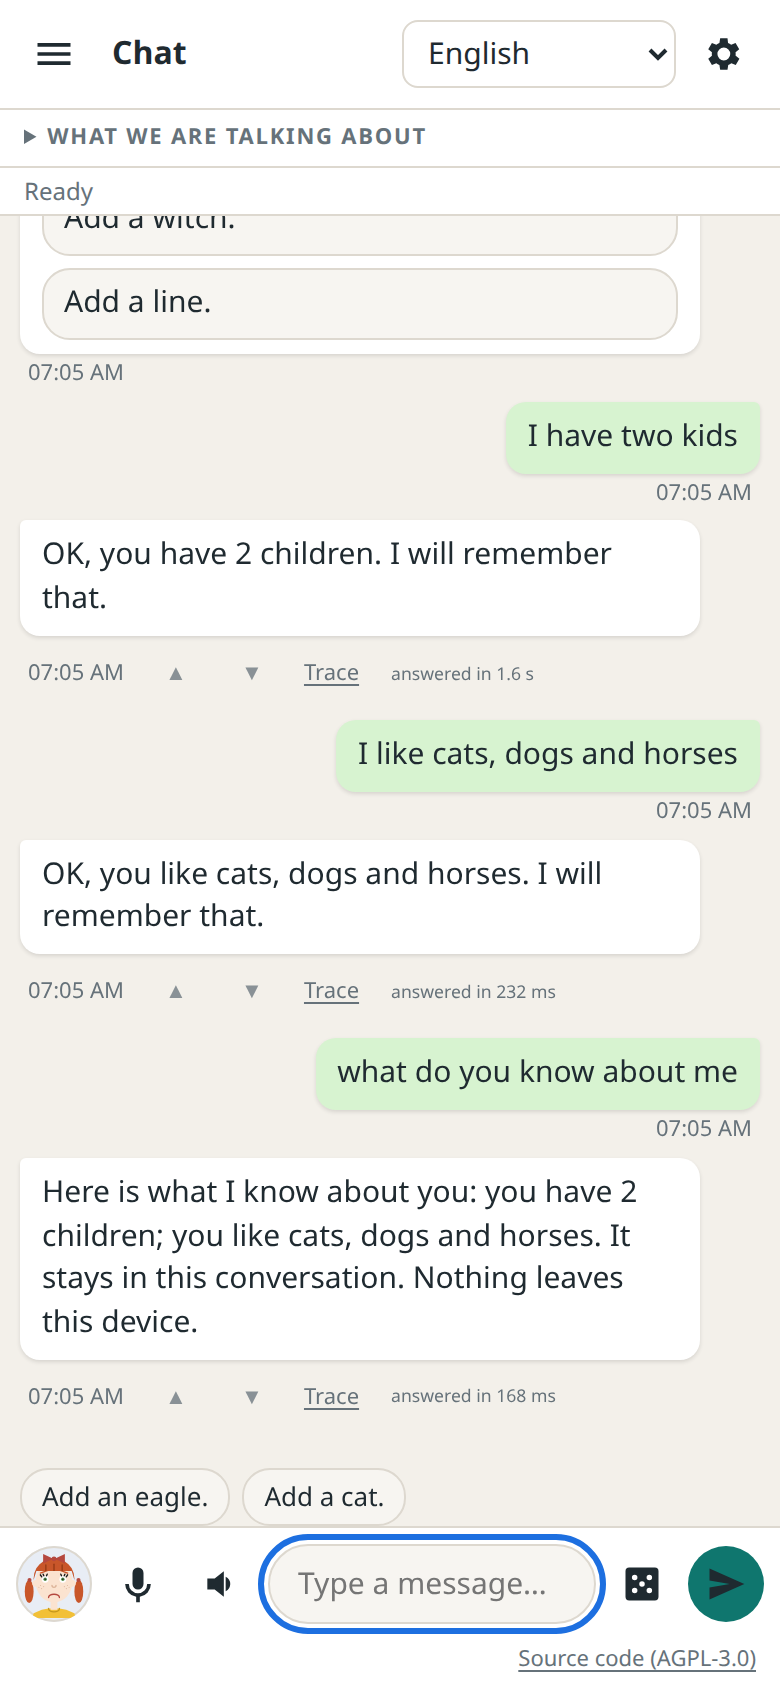 Chat
English
▶ WHAT WE ARE TALKING ABOUT
Ready
Add a witch.
Add a line.
07:05 AM
I have two kids
07:05 AM
OK, you have 2 children. I will remember
that.
07:05 AM ▲ ▼ Trace answered in 1.6 s
I like cats, dogs and horses
07:05 AM
OK, you like cats, dogs and horses. I will
remember that.
07:05 AM ▲ ▼ Trace answered in 232 ms
what do you know about me
07:05 AM
Here is what I know about you: you have 2
children; you like cats, dogs and horses. It
stays in this conversation. Nothing leaves
this device.
07:05 AM ▲ ▼ Trace answered in 168 ms
Add an eagle. Add a cat.
Type a message...
Source code (AGPL-3.0)